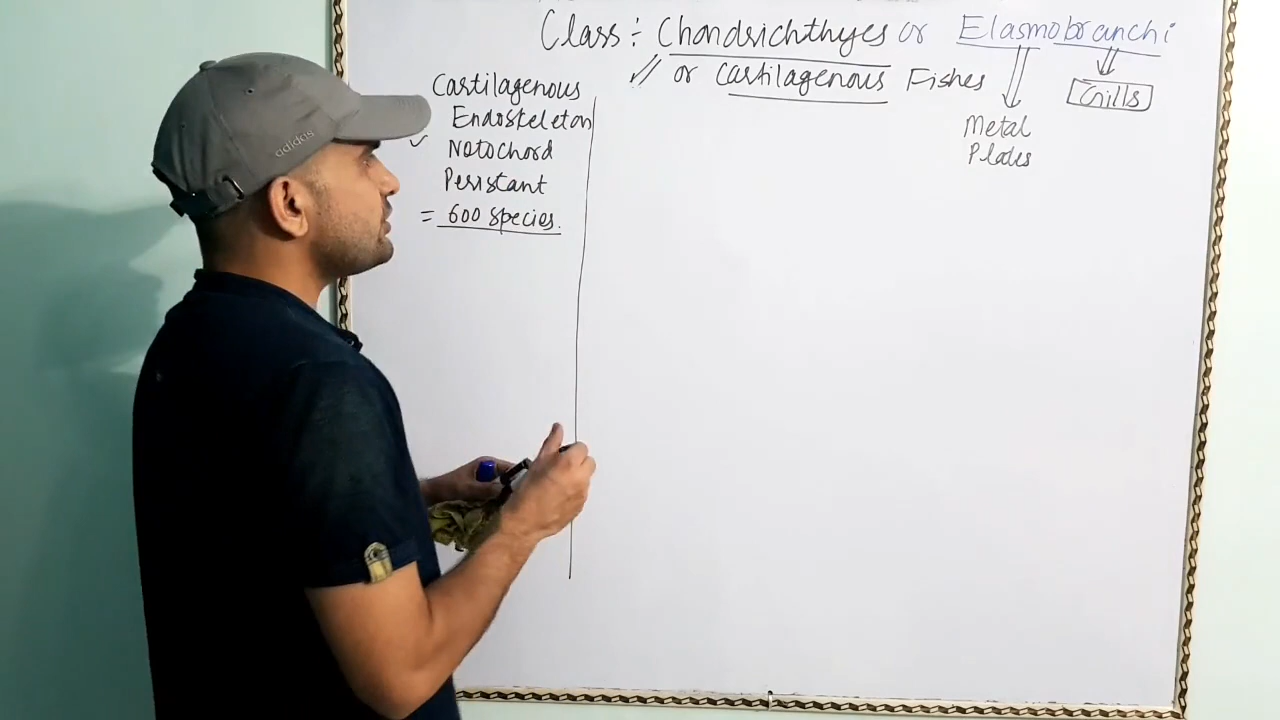 Class: Chondrichthyes or Elasmobranchi
or Cartilagenous Fishes
Gills
Metal
Plates
Cartilagenous
Endoskeleton
Notochord
Persistant
= 600 species.
adidas